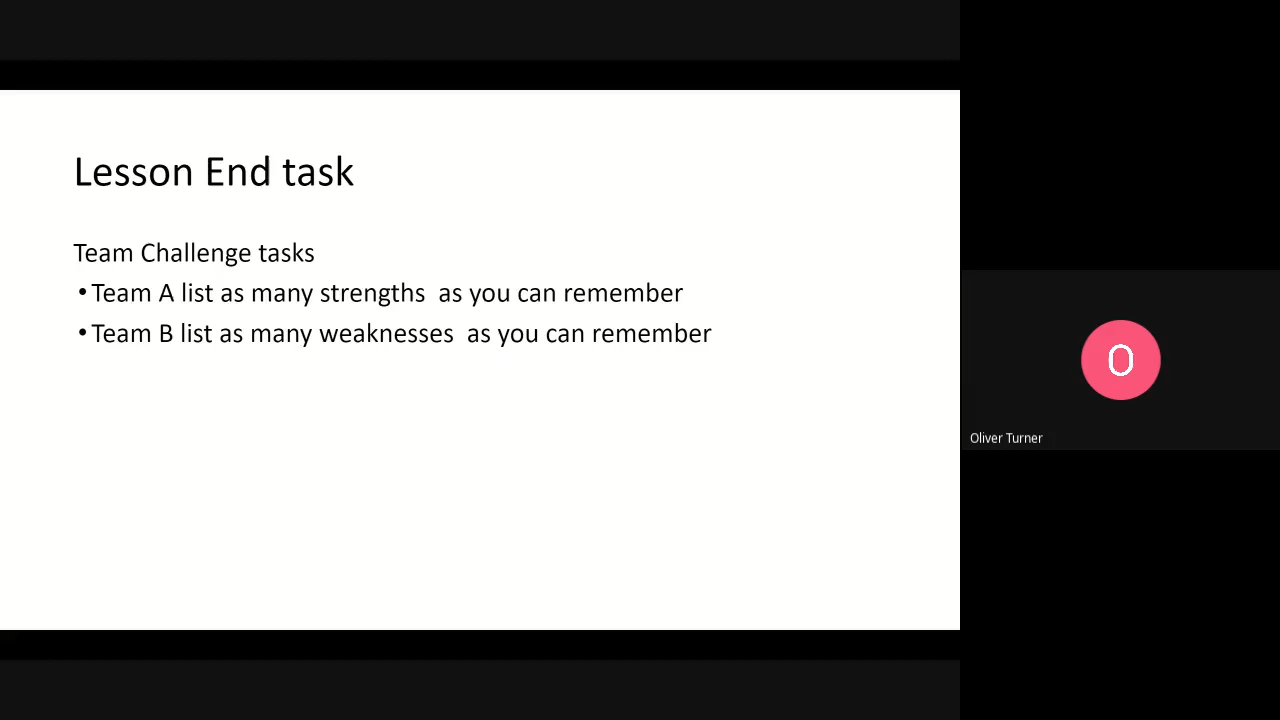 Lesson End task
Team Challenge tasks
•Team A list as many strengths  as you can remember
•Team B list as many weaknesses  as you can remember
O
Oliver Turner